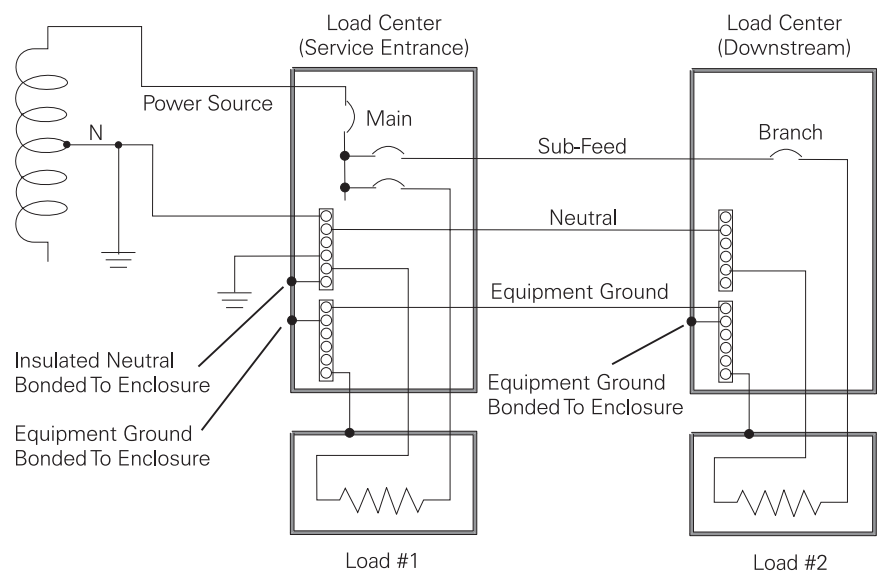 Load Center
(Service Entrance)
Load Center
(Downstream)
Power Source
Main
N
Sub-Feed
Branch
Neutral
Equipment Ground
Insulated Neutral
Bonded To Enclosure
Equipment Ground
Bonded To Enclosure
Equipment Ground
Bonded To Enclosure
Load #1
Load #2